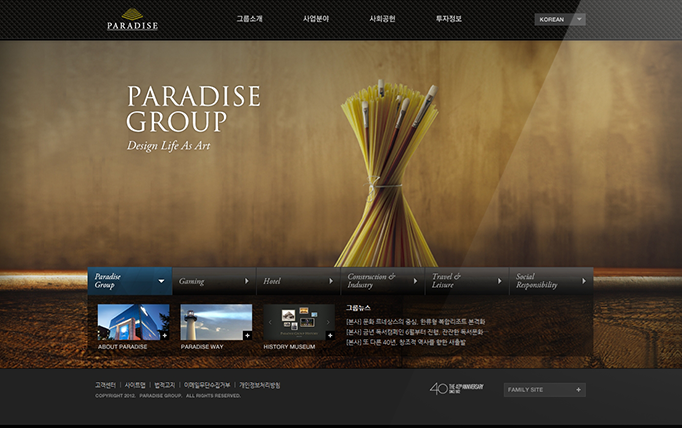 PARADISE
그룹소개
사업분야
사회공헌
투자정보
KOREAN
PARADISE
GROUP
Design Life As Art
Paradise
Group
Gaming
Hotel
Construction &
Industry
Travel &
Leisure
Social
Responsibility
그룹뉴스
[본사] 문화 르네상스의 중심, 한류형 복합리조트 본격화
[본사] 금년 독서캠페인 6월부터 진행, 잔잔한 독서문화
[본사] 또 다른 40년, 창조적 역사를 향한 사출발
ABOUT PARADISE
PARADISE WAY
HISTORY MUSEUM
고객센터 | 사이트맵 | 법적고지 | 이메일무단수집거부 | 개인정보처리방침
COPYRIGHT 2012. PARADISE GROUP. ALL RIGHTS RESERVED.
40 THE 40TH ANNIVERSARY
FAMILY SITE